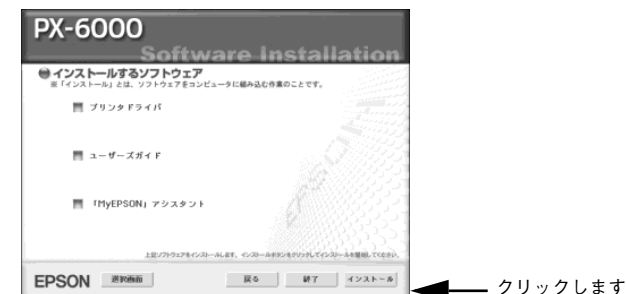 PX-6000
Software Installation
インストールするソフトウェア
※「インストール」とは、ソフトウェアをコンピュータに組み込む作業のことです。
プリンタドライバ
ユーザーズガイド
「MyEPSON」アシスタント
EPSON
上記ソフトウェアをインストールします。インストールボタンをクリックしてインストールを開始してください。
EPSON 選択画面 戻る 終了 インストール
クリックします